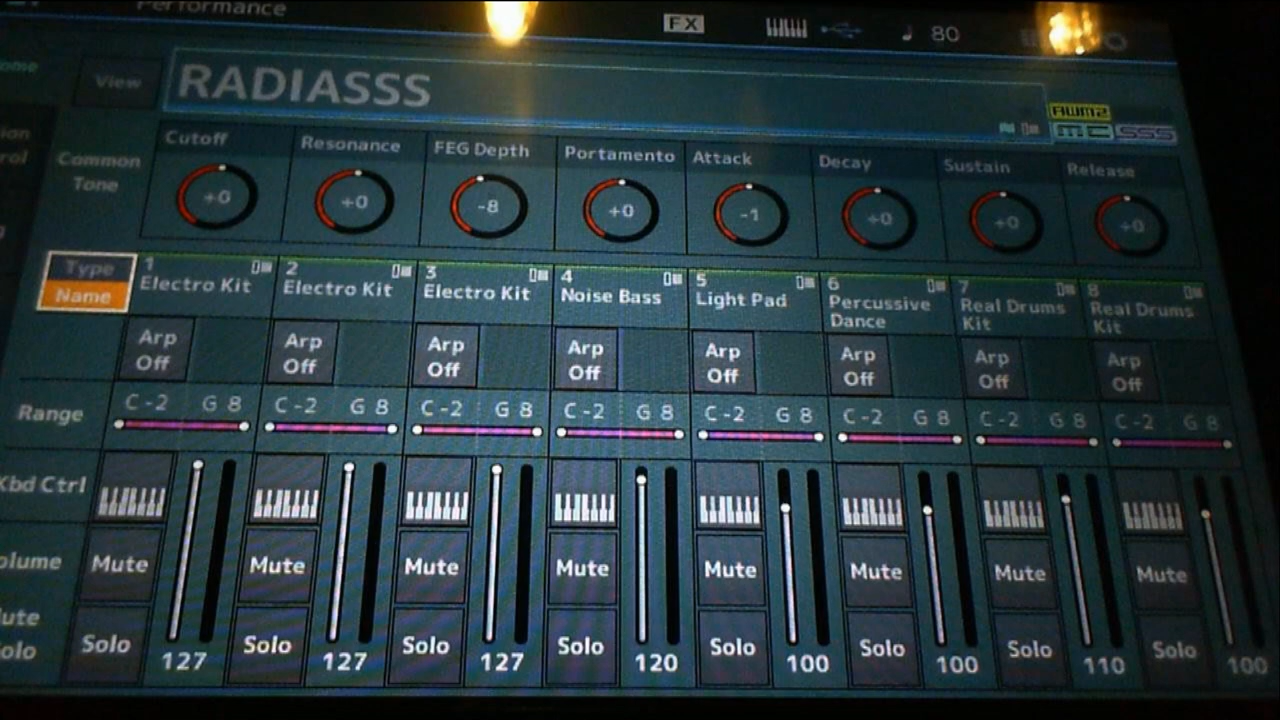 Performance
FX
80
ome
View
RADIASSS
AWM2
MC SSS
Common
Tone
Cutoff
Resonance
FEG Depth
Portamento
Attack
Decay
Sustain
Release
+0
+0
-8
+0
-1
+0
+0
+0
Type
Name
1
Electro Kit
2
Electro Kit
3
Electro Kit
4
Noise Bass
5
Light Pad
6
Percussive
Dance
7
Real Drums
Kit
8
Real Drums
Kit
Arp
Off
Arp
Off
Arp
Off
Arp
Off
Arp
Off
Arp
Off
Arp
Off
Arp
Off
Range
C -2 G 8
C -2 G 8
C -2 G 8
C -2 G 8
C -2 G 8
C -2 G 8
C -2 G 8
C -2 G 8
Kbd Ctrl
olume
Mute
Mute
Mute
Mute
Mute
Mute
Mute
Mute
ute
olo
Solo
Solo
Solo
Solo
Solo
Solo
Solo
Solo
127
127
127
120
100
100
110
100